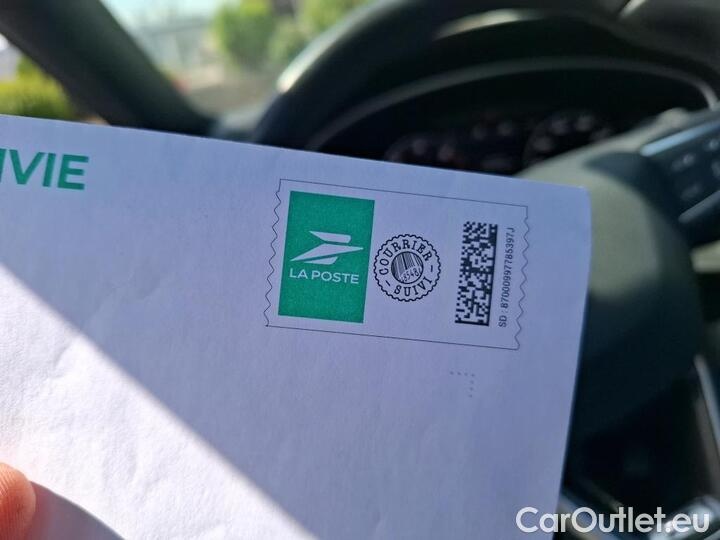 IVIE
LA POSTE
COURRIER
SUIVI
SD : 87000997785397J
CarOutlet.eu